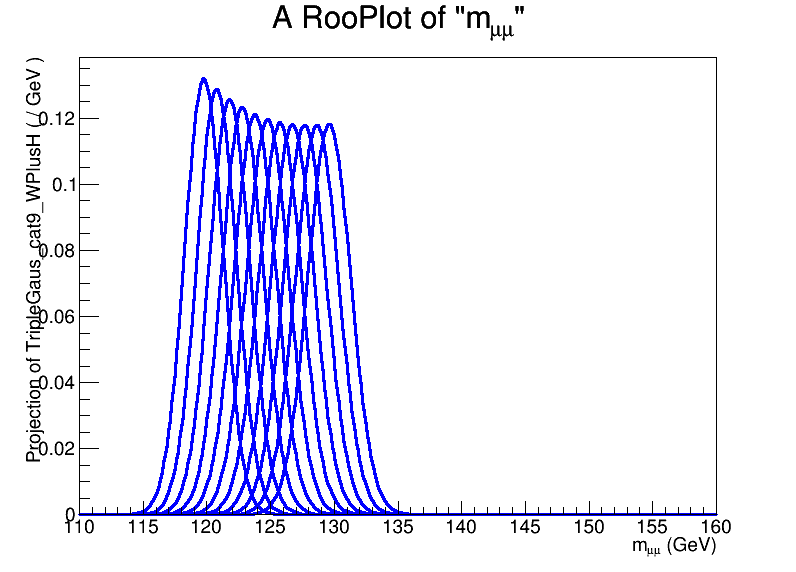 A RooPlot of "mμμ"
Projection of TripleGaus_cat9_WPlusH ( / GeV )
0.12
0.1
0.08
0.06
0.04
0.02
0
110 115 120 125 130 135 140 145 150 155 160
mμμ (GeV)